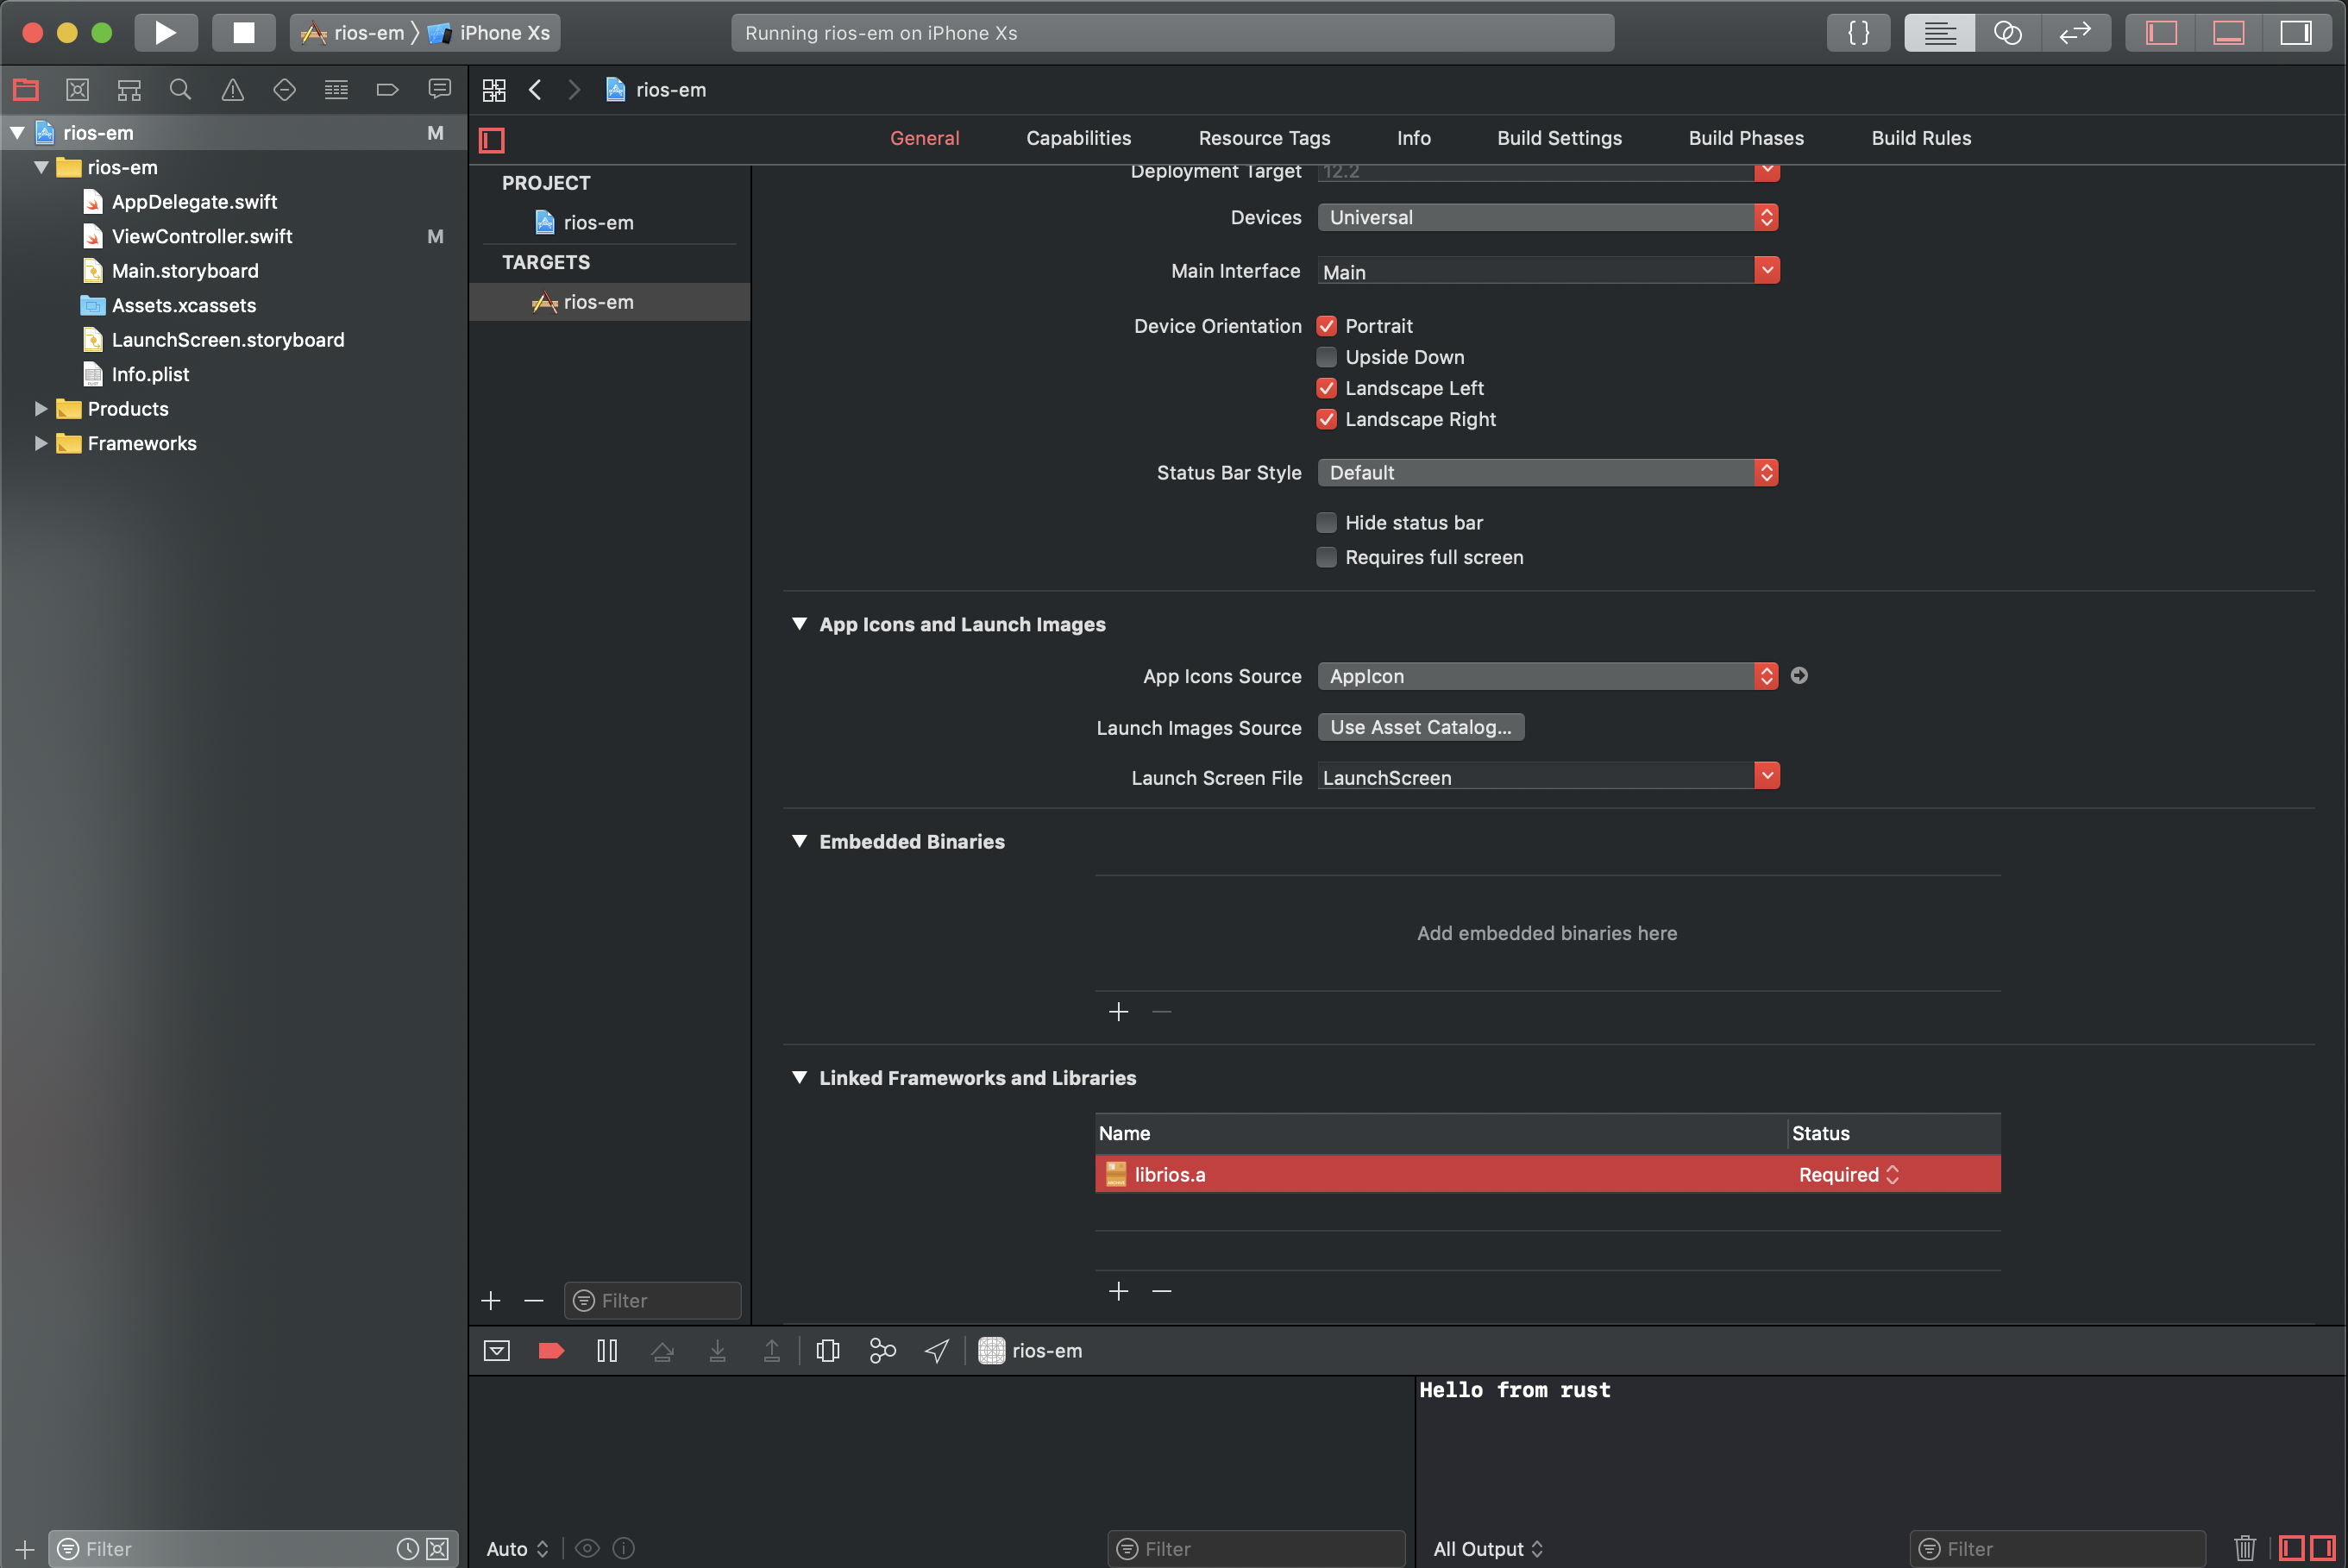 rios-em iPhone Xs
Running rios-em on iPhone Xs
{}
rios-em
rios-em M
rios-em
AppDelegate.swift
ViewController.swift M
Main.storyboard
Assets.xcassets
LaunchScreen.storyboard
Info.plist
Products
Frameworks
General Capabilities Resource Tags Info Build Settings Build Phases Build Rules
PROJECT
rios-em
TARGETS
rios-em
Deployment Target 12.2
Devices Universal
Main Interface Main
Device Orientation Portrait
Upside Down
Landscape Left
Landscape Right
Status Bar Style Default
Hide status bar
Requires full screen
App Icons and Launch Images
App Icons Source AppIcon
Launch Images Source Use Asset Catalog...
Launch Screen File LaunchScreen
Embedded Binaries
Add embedded binaries here
Linked Frameworks and Libraries
Name Status
librios.a Required
Filter
rios-em
Hello from rust
Filter
Auto
Filter
All Output
Filter